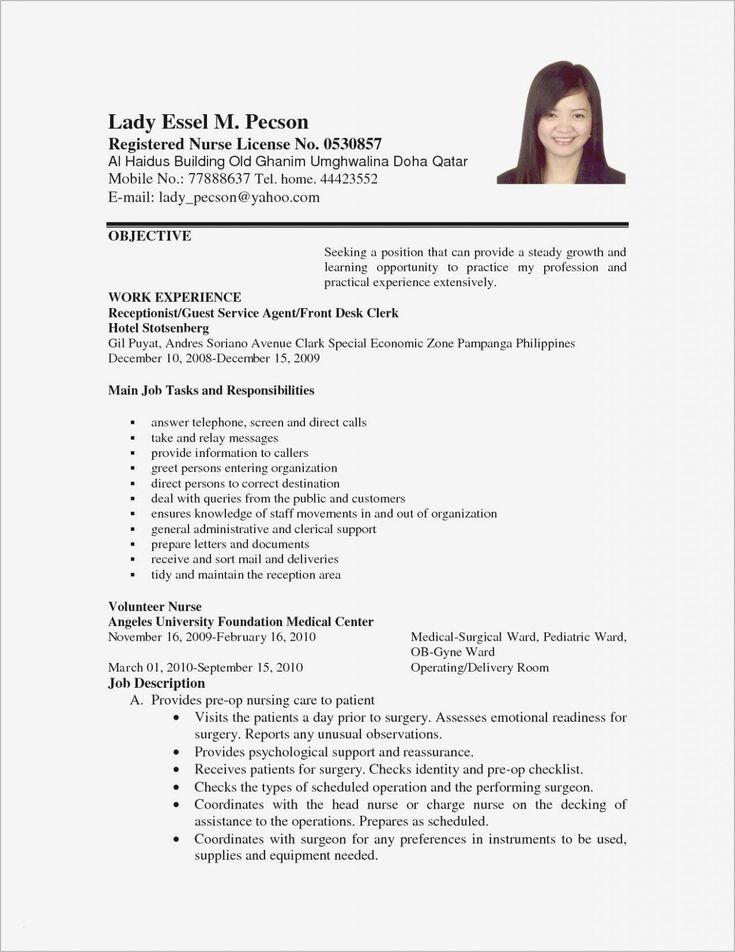 Lady Essel M. Pecson
Registered Nurse License No. 0530857
Al Haidus Building Old Ghanim Umghwalina Doha Qatar
Mobile No.: 77888637 Tel. home. 44423552
E-mail: lady_pecson@yahoo.com
OBJECTIVE
Seeking a position that can provide a steady growth and
learning opportunity to practice my profession and
practical experience extensively.
WORK EXPERIENCE
Receptionist/Guest Service Agent/Front Desk Clerk
Hotel Stotsenberg
Gil Puyat, Andres Soriano Avenue Clark Special Economic Zone Pampanga Philippines
December 10, 2008-December 15, 2009
Main Job Tasks and Responsibilities
▪ answer telephone, screen and direct calls
▪ take and relay messages
▪ provide information to callers
▪ greet persons entering organization
▪ direct persons to correct destination
▪ deal with queries from the public and customers
▪ ensures knowledge of staff movements in and out of organization
▪ general administrative and clerical support
▪ prepare letters and documents
▪ receive and sort mail and deliveries
▪ tidy and maintain the reception area
Volunteer Nurse
Angeles University Foundation Medical Center
November 16, 2009-February 16, 2010 Medical-Surgical Ward, Pediatric Ward,
OB-Gyne Ward
March 01, 2010-September 15, 2010 Operating/Delivery Room
Job Description
A. Provides pre-op nursing care to patient
• Visits the patients a day prior to surgery. Assesses emotional readiness for
surgery. Reports any unusual observations.
• Provides psychological support and reassurance.
• Receives patients for surgery. Checks identity and pre-op checklist.
• Checks the types of scheduled operation and the performing surgeon.
• Coordinates with the head nurse or charge nurse on the decking of
assistance to the operations. Prepares as scheduled.
• Coordinates with surgeon for any preferences in instruments to be used,
supplies and equipment needed.